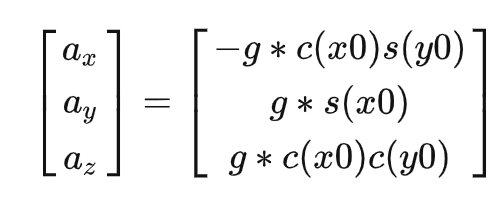 [a_x] = [-g * c(x0)s(y0)]
[a_y] = [g * s(x0)]
[a_z] = [g * c(x0)c(y0)]